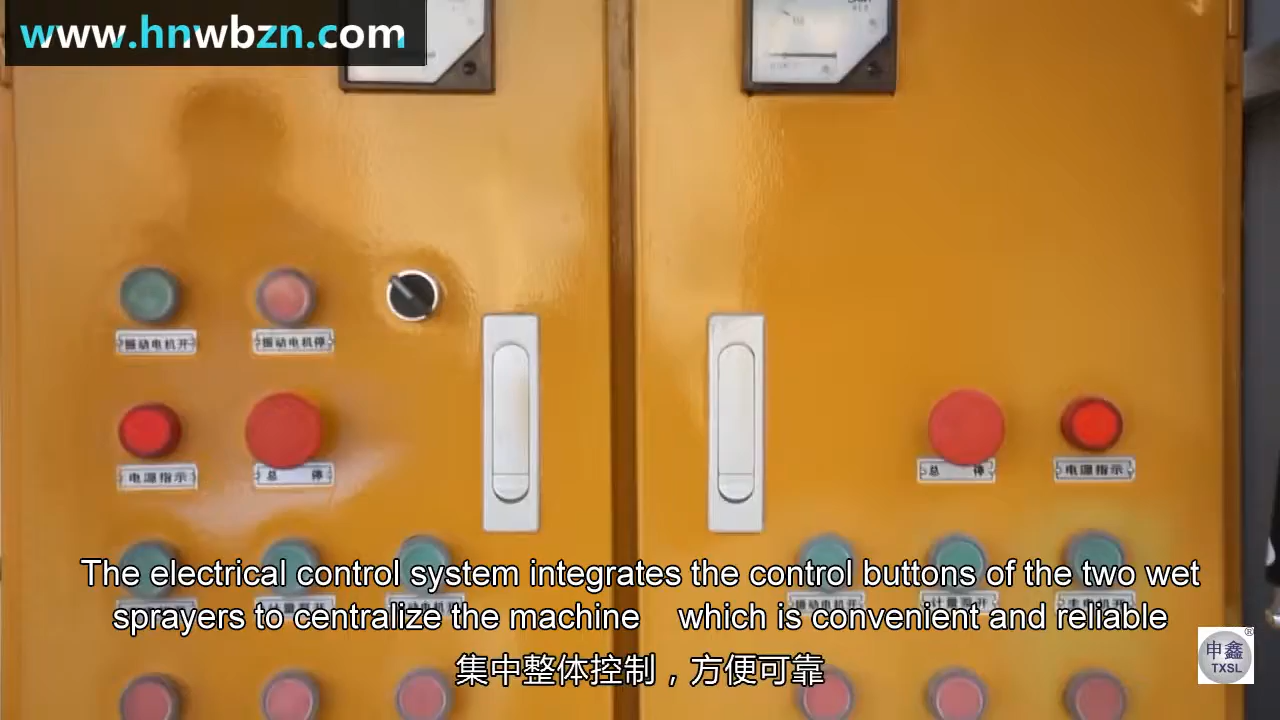 www.hnwbzn.com
振动电机开
振动电机停
电源指示
总 停
总 停
电源指示
The electrical control system integrates the control buttons of the two wet
sprayers to centralize the machine which is convenient and reliable
集中整体控制，方便可靠
申鑫
®
TXSL